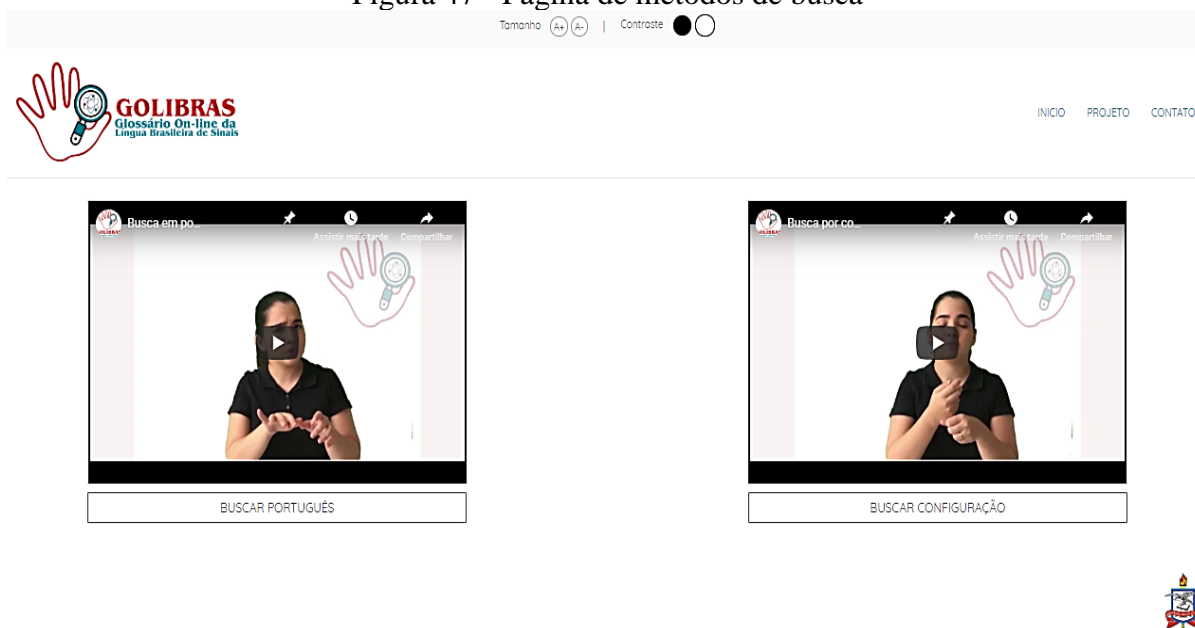 Figura 47 - Página de métodos de busca
Tamanho A+ A- | Contraste
GOLIBRAS
Glossário On-line da
Língua Brasileira de Sinais
INICIO PROJETO CONTATO
Busca em po...
Assistir mais tarde Compartilhar
Busca por co...
Assistir mais tarde Compartilhar
BUSCAR PORTUGUÊS
BUSCAR CONFIGURAÇÃO